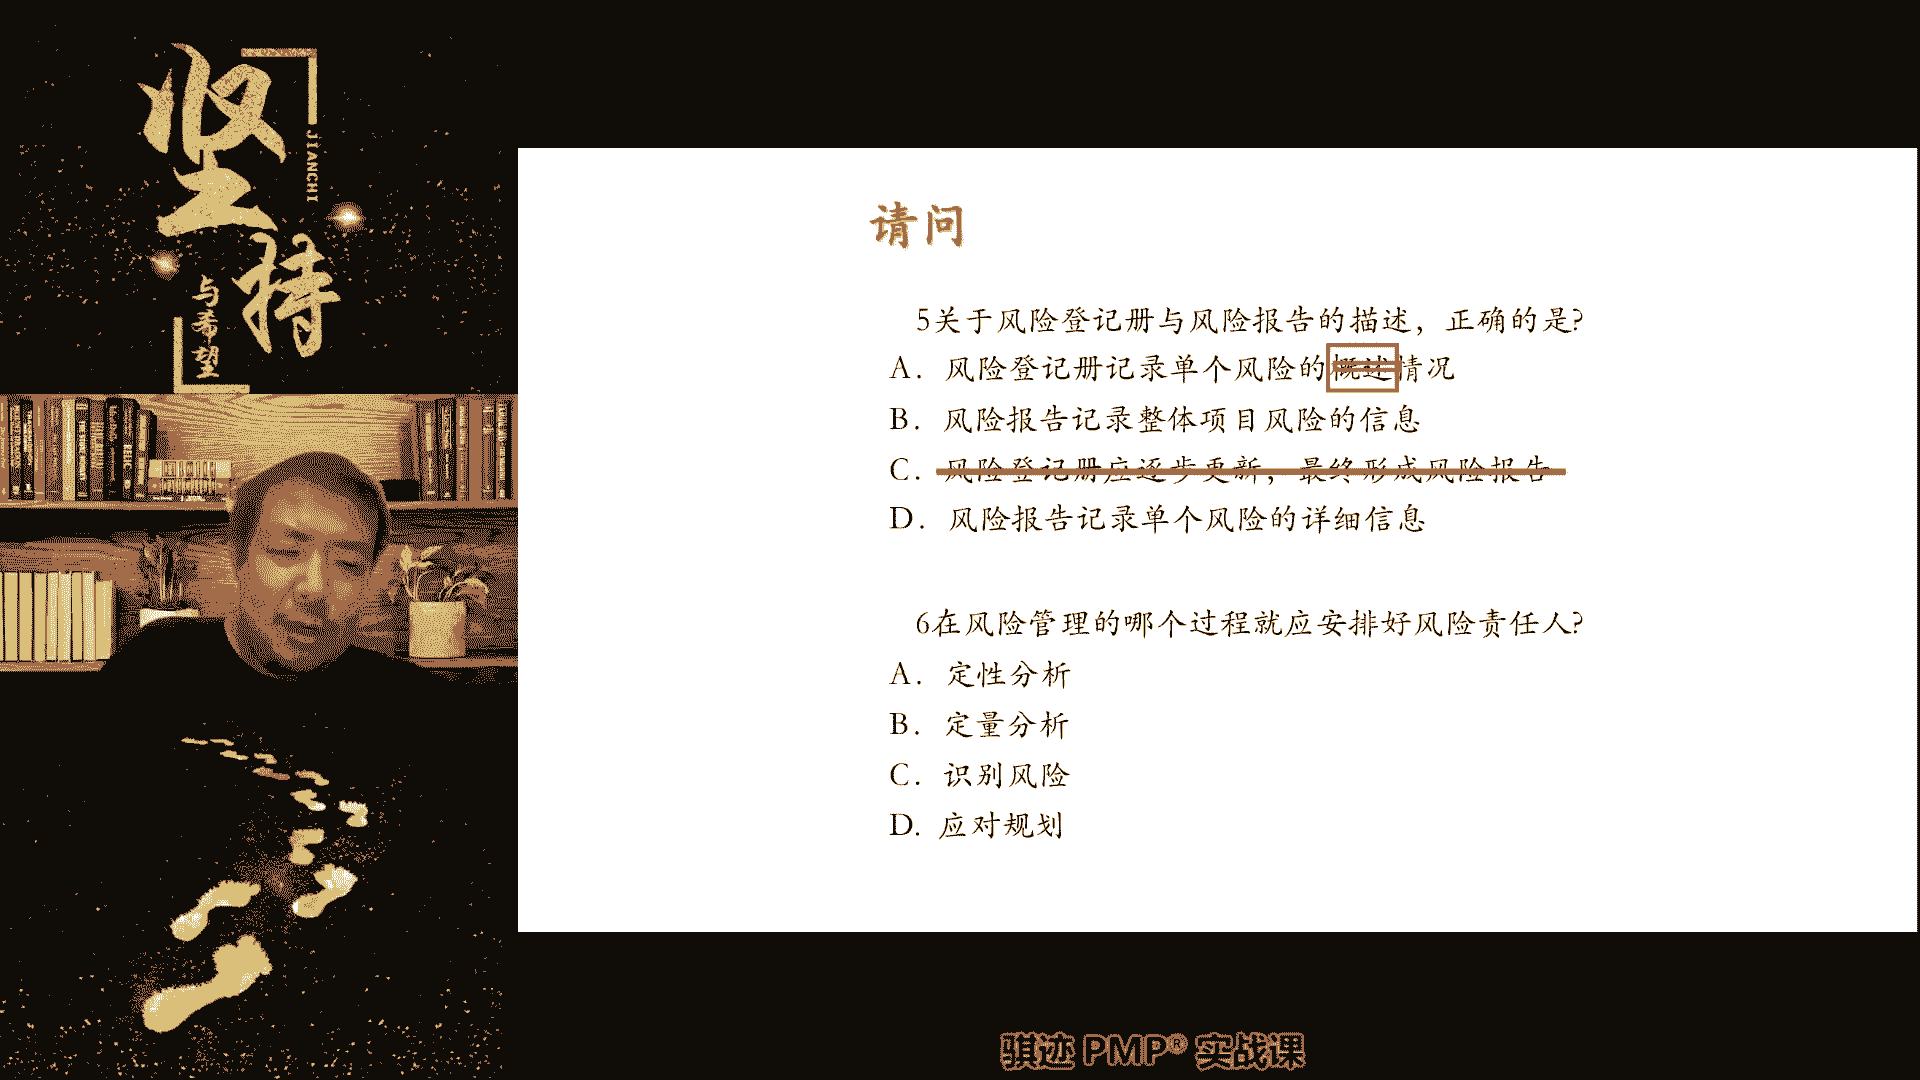 坚持
JIANCHI
与希望
请问
5关于风险登记册与风险报告的描述，正确的是?
A. 风险登记册记录单个风险的概述情况
B. 风险报告记录整体项目风险的信息
C. 风险登记册应逐步更新，最终形成风险报告
D. 风险报告记录单个风险的详细信息
6在风险管理的哪个过程就应安排好风险责任人?
A. 定性分析
B. 定量分析
C. 识别风险
D. 应对规划
骐迹 PMP® 实战课